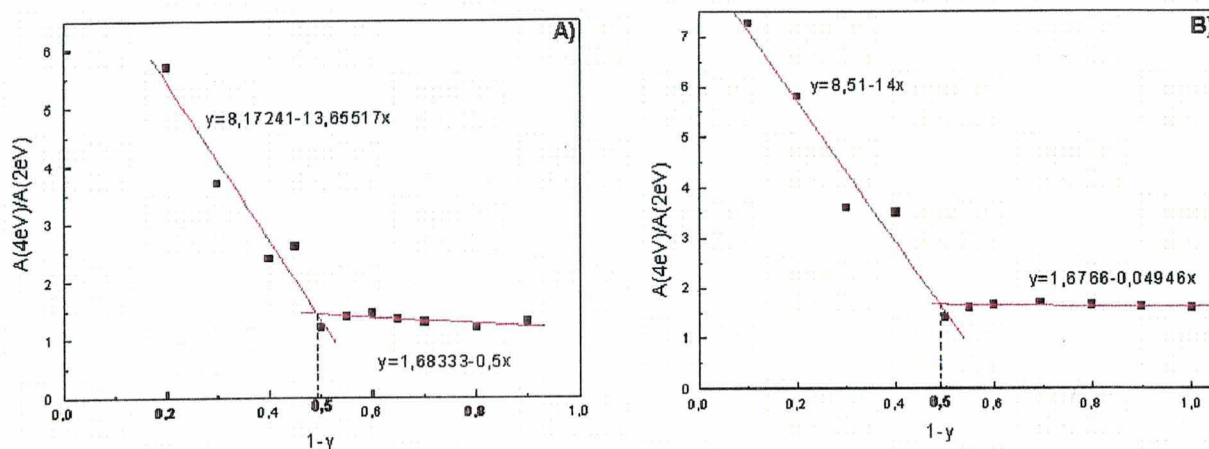 A)
A(4eV)/A(2eV)
6
5
4
3
2
1
0
y=8,17241-13,65517x
y=1,68333-0,5x
0,0
0,2
0,4
0,5
0,6
0,8
1,0
1-y
B)
A(4eV)/A(2eV)
7
6
5
4
3
2
1
0
y=8,51-14x
y=1,6766-0,04946x
0,0
0,2
0,4
0,5
0,6
0,8
1,0
1-y